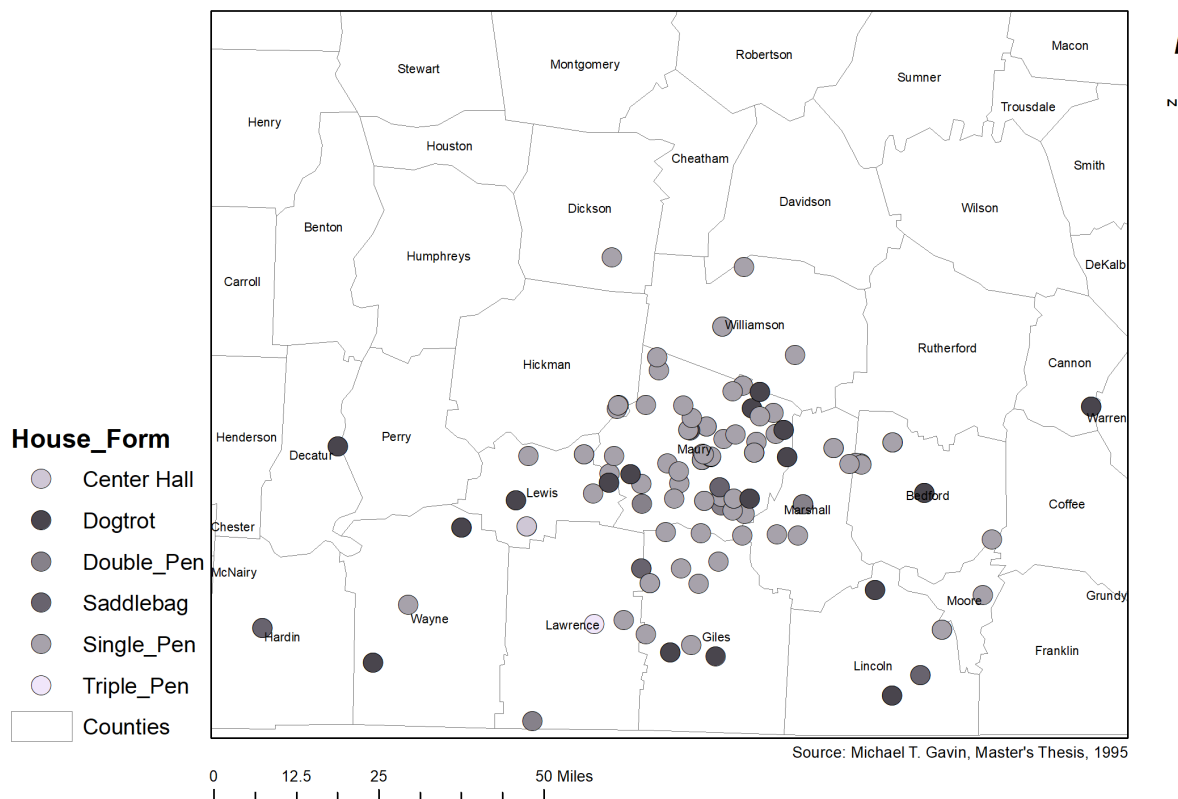 Macon
Robertson
Montgomery
Stewart
Sumner
Trousdale
Henry
Houston
Cheatham
Smith
Davidson
Dickson
Wilson
Benton
Humphreys
DeKalb
Carroll
Williamson
Rutherford
Cannon
Hickman
Warren
Henderson
Perry
Decatur
Maury
Lewis
Bedford
Marshall
Coffee
Chester
McNairy
Moore
Grundy
Wayne
Lawrence
Hardin
Giles
Franklin
Lincoln
House_Form
Center Hall
Dogtrot
Double_Pen
Saddlebag
Single_Pen
Triple_Pen
Counties
Source: Michael T. Gavin, Master's Thesis, 1995
0 12.5 25 50 Miles